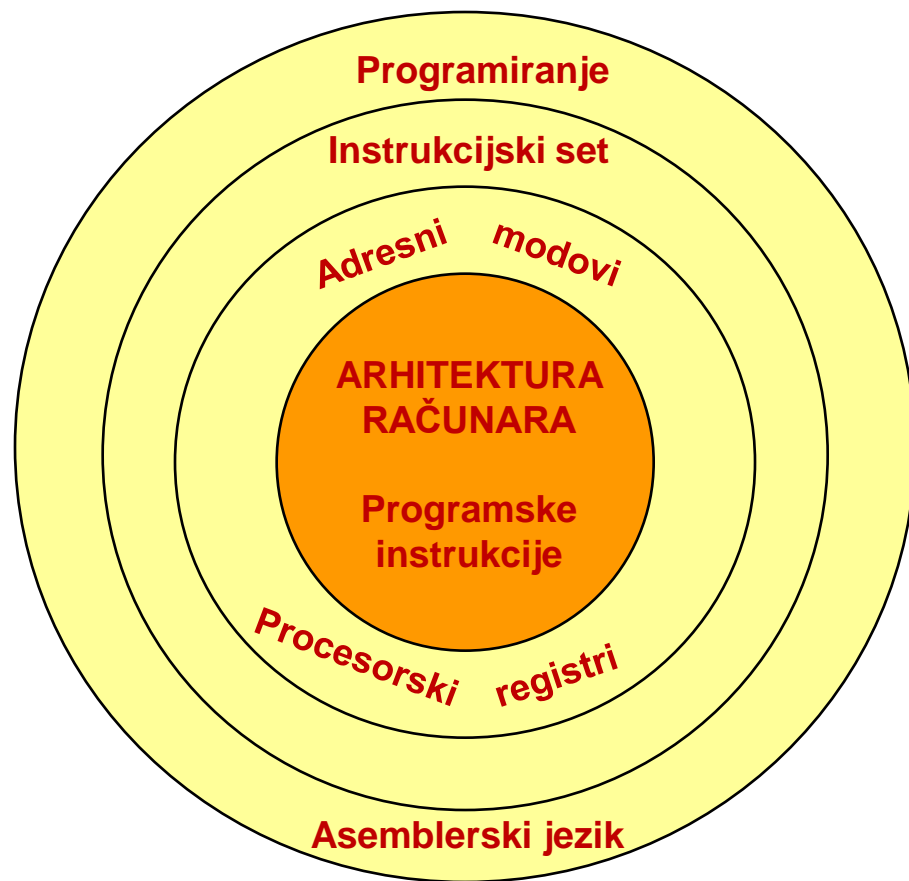 Programiranje
Instrukcijski set
Adresni modovi
ARHITEKTURA
RAČUNARA
Programske
instrukcije
Procesorski registri
Asemblerski jezik